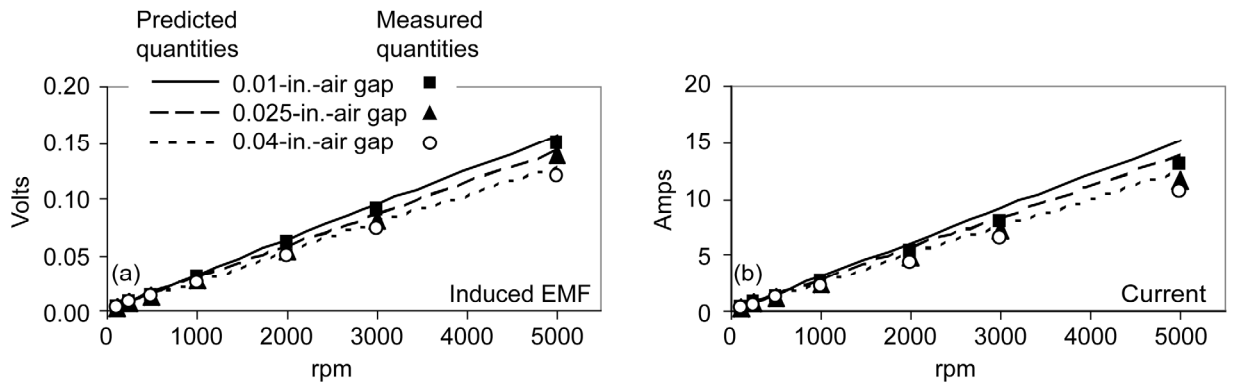 Predicted quantities
Measured quantities
0.01-in.-air gap
0.025-in.-air gap
0.04-in.-air gap
0.20
0.15
0.10
0.05
0.00
Volts
(a)
Induced EMF
0 1000 2000 3000 4000 5000
rpm
20
15
10
5
0
Amps
(b)
Current
0 1000 2000 3000 4000 5000
rpm